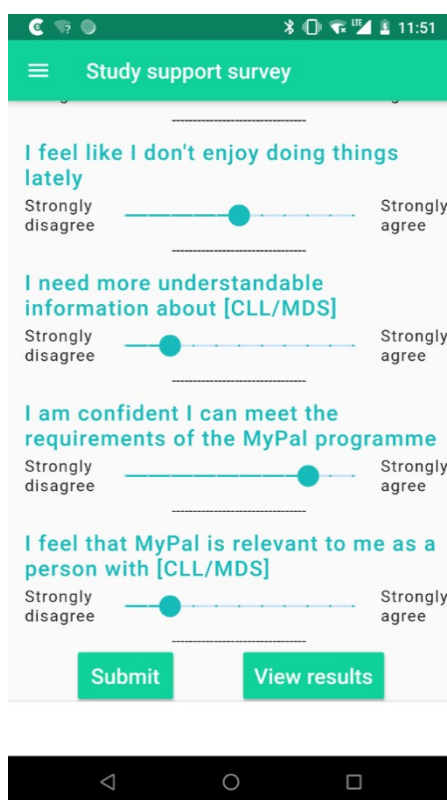 11:51
Study support survey
I feel like I don't enjoy doing things
lately
Strongly
disagree
Strongly
agree
I need more understandable
information about [CLL/MDS]
Strongly
disagree
Strongly
agree
I am confident I can meet the
requirements of the MyPal programme
Strongly
disagree
Strongly
agree
I feel that MyPal is relevant to me as a
person with [CLL/MDS]
Strongly
disagree
Strongly
agree
Submit
View results